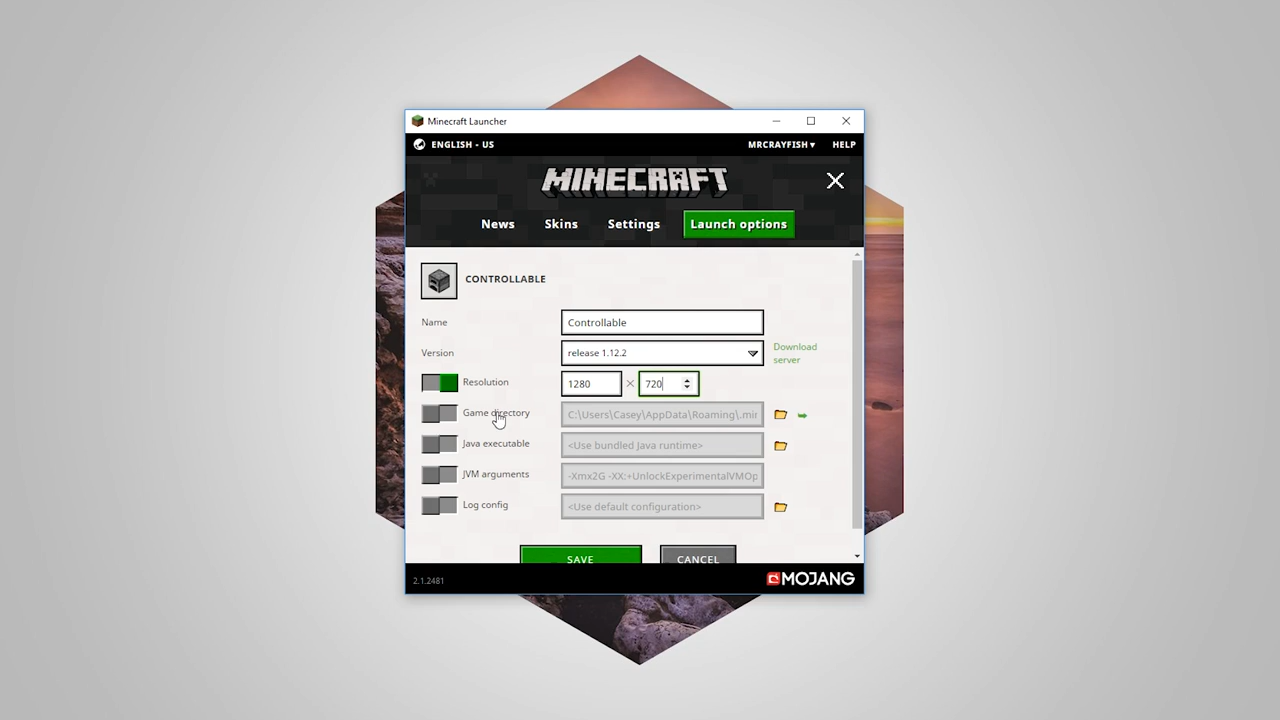 Minecraft Launcher
ENGLISH - US MRCRAYFISH▾ HELP
MINECRAFT
News Skins Settings Launch options
CONTROLLABLE
Name Controllable
Version release 1.12.2 Download server
Resolution 1280 × 720
Game directory C:\Users\Casey\AppData\Roaming\.mir
Java executable <Use bundled Java runtime>
JVM arguments -Xmx2G -XX:+UnlockExperimentalVMOp
Log config <Use default configuration>
SAVE CANCEL
2.1.2481 MOJANG